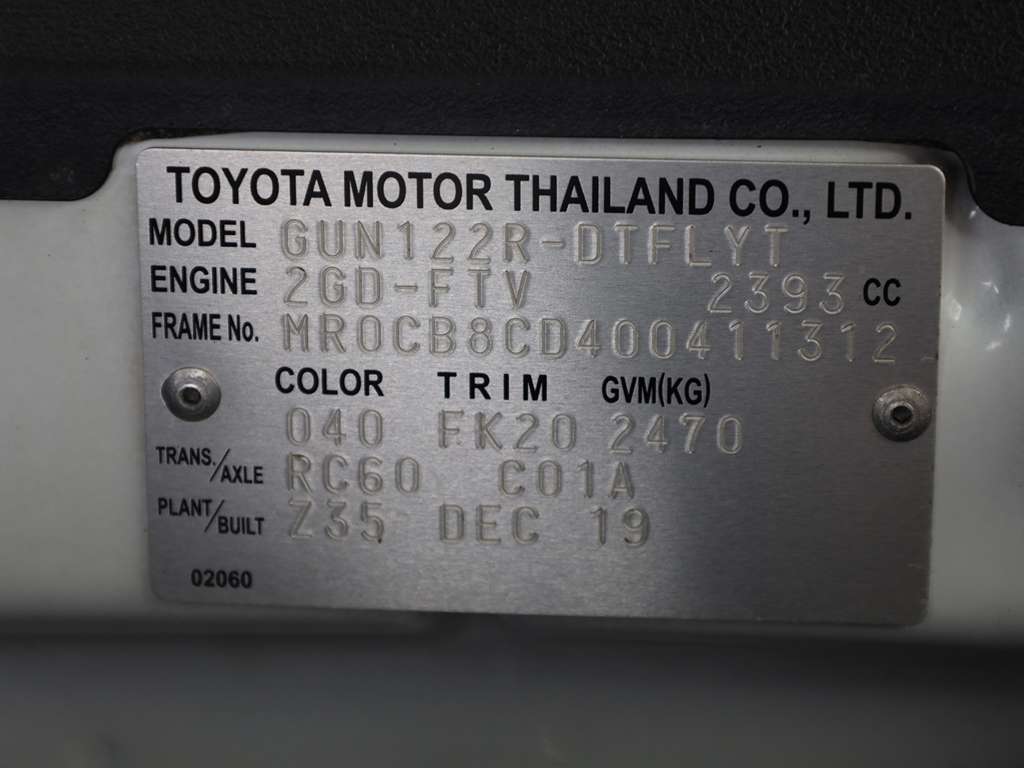 TOYOTA MOTOR THAILAND CO., LTD.
MODEL GUN122R-DTFLYT
ENGINE 2GD-FTV 2393 CC
FRAME No. MR0CB8CD400411312
COLOR TRIM GVM(KG)
040 FK20 2470
TRANS./AXLE RC60 C01A
PLANT/BUILT Z35 DEC 19
02060